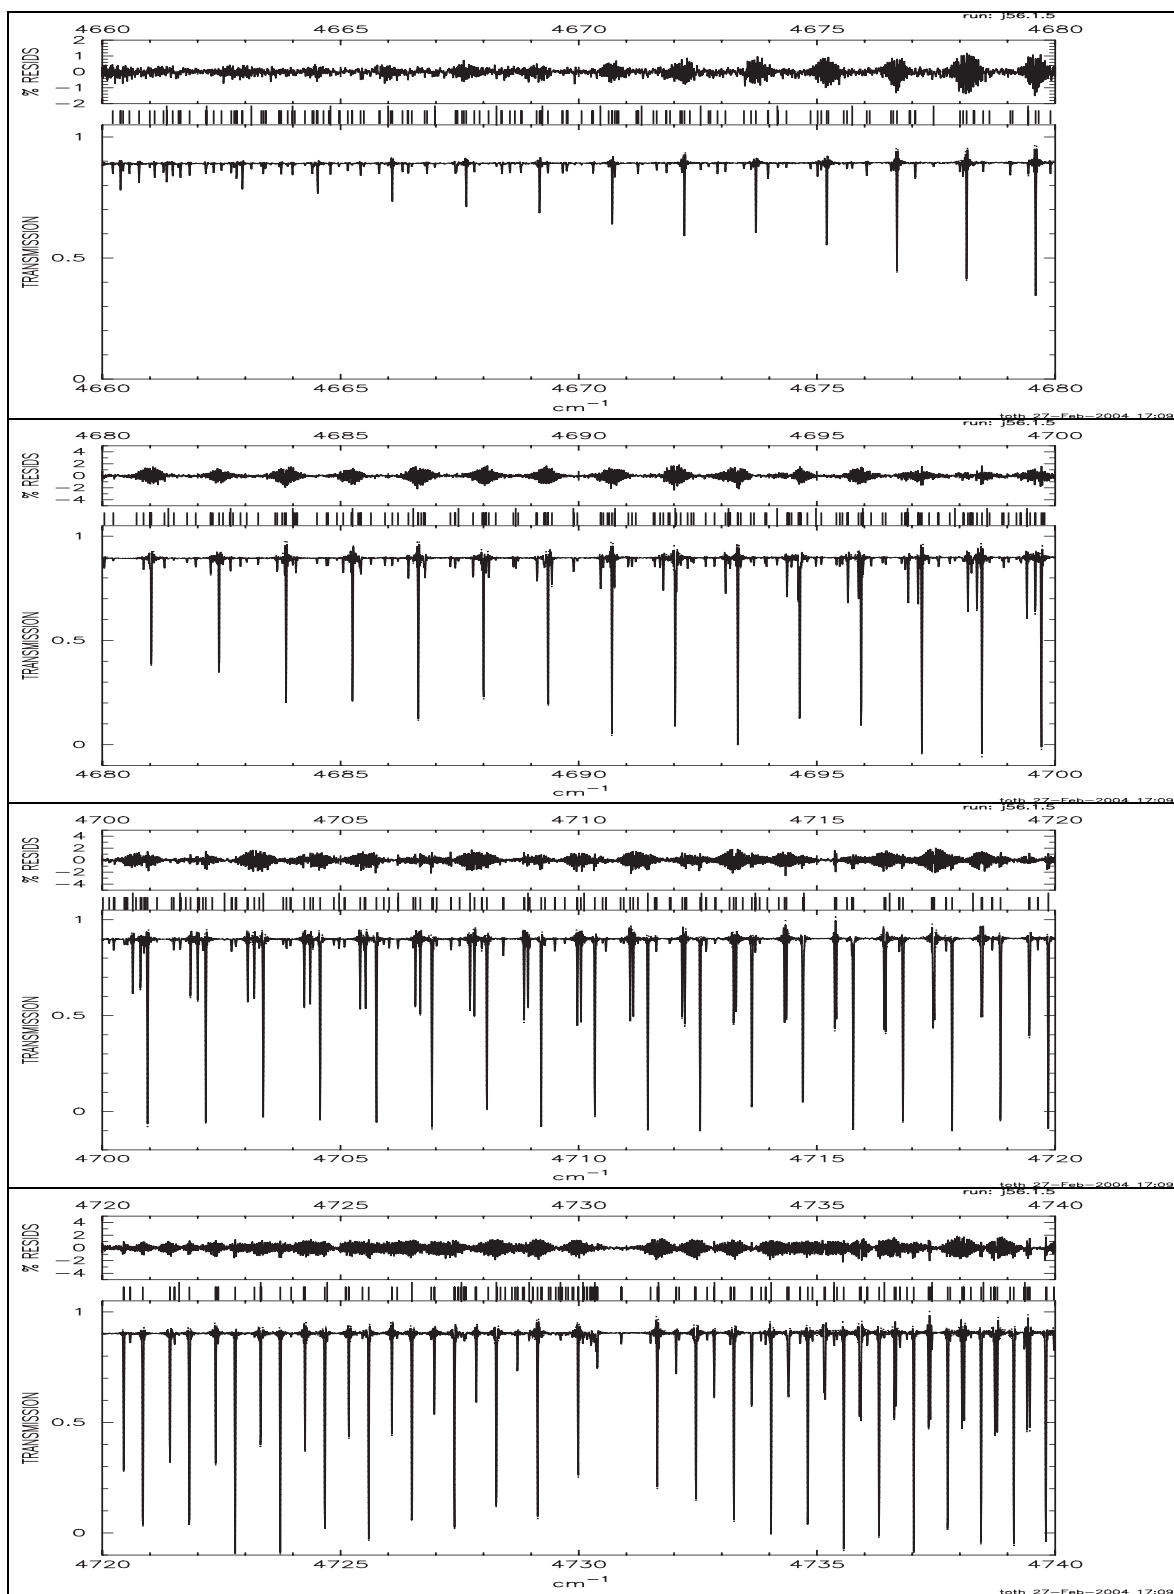 run: j56.1.5
4660 4665 4670 4675 4680
% RESIDS
2
1
0
−1
−2
TRANSMISSION
1
0.5
0
4660 4665 4670 4675 4680
cm−1
toth 27−Feb−2004 17:09
run: j56.1.5
4680 4685 4690 4695 4700
% RESIDS
4
2
0
−2
−4
TRANSMISSION
1
0.5
0
4680 4685 4690 4695 4700
cm−1
toth 27−Feb−2004 17:09
run: j56.1.5
4700 4705 4710 4715 4720
% RESIDS
4
2
0
−2
−4
TRANSMISSION
1
0.5
0
4700 4705 4710 4715 4720
cm−1
toth 27−Feb−2004 17:09
run: j56.1.5
4720 4725 4730 4735 4740
% RESIDS
4
2
0
−2
−4
TRANSMISSION
1
0.5
0
4720 4725 4730 4735 4740
cm−1
toth 27−Feb−2004 17:09